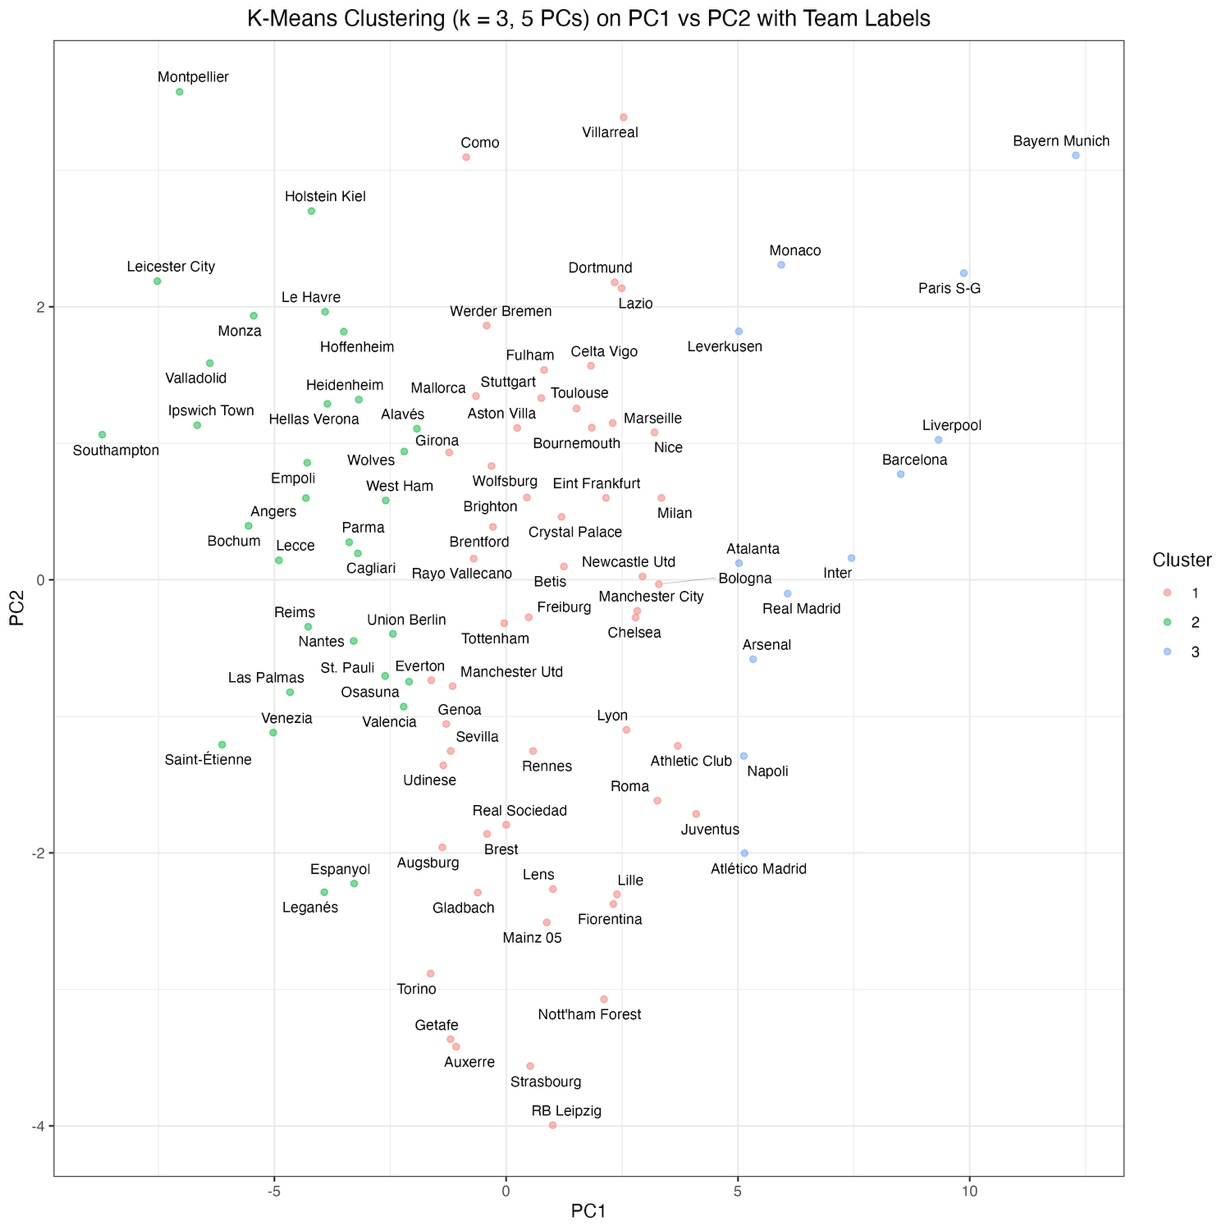 K-Means Clustering (k = 3, 5 PCs) on PC1 vs PC2 with Team Labels
Montpellier
Villarreal
Como
Bayern Munich
Holstein Kiel
Monaco
Leicester City
Dortmund
Paris S-G
Le Havre
Lazio
2
Werder Bremen
Monza
Hoffenheim
Leverkusen
Fulham
Celta Vigo
Valladolid
Heidenheim
Mallorca
Stuttgart
Toulouse
Ipswich Town
Hellas Verona
Alavés
Aston Villa
Marseille
Liverpool
Southampton
Girona
Bournemouth
Nice
Wolves
Barcelona
Empoli
West Ham
Wolfsburg
Eint Frankfurt
Angers
Brighton
Milan
Bochum
Parma
Crystal Palace
Lecce
Brentford
Atalanta
Cagliari
Rayo Vallecano
Newcastle Utd
Inter
0
Betis
Bologna
Manchester City
Reims
Freiburg
Real Madrid
Union Berlin
Nantes
Tottenham
Chelsea
Arsenal
St. Pauli
Everton
Manchester Utd
Las Palmas
Osasuna
Venezia
Valencia
Genoa
Lyon
Sevilla
Saint-Étienne
Udinese
Rennes
Athletic Club
Napoli
Roma
Real Sociedad
Juventus
-2
Brest
Augsburg
Espanyol
Atlético Madrid
Lens
Lille
Leganés
Gladbach
Fiorentina
Mainz 05
Torino
Nott'ham Forest
Getafe
Auxerre
Strasbourg
RB Leipzig
-4
-5
0
5
10
PC1
PC2
Cluster
1
2
3